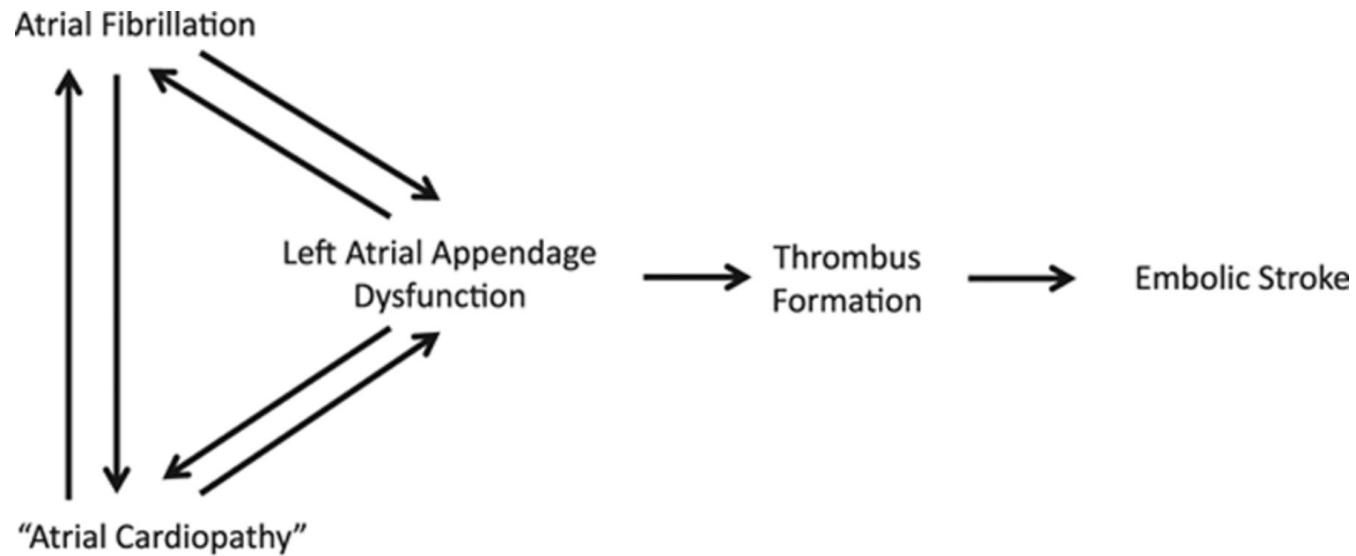 Atrial Fibrillation
Left Atrial Appendage
Dysfunction
Thrombus
Formation
Embolic Stroke
“Atrial Cardiopathy”